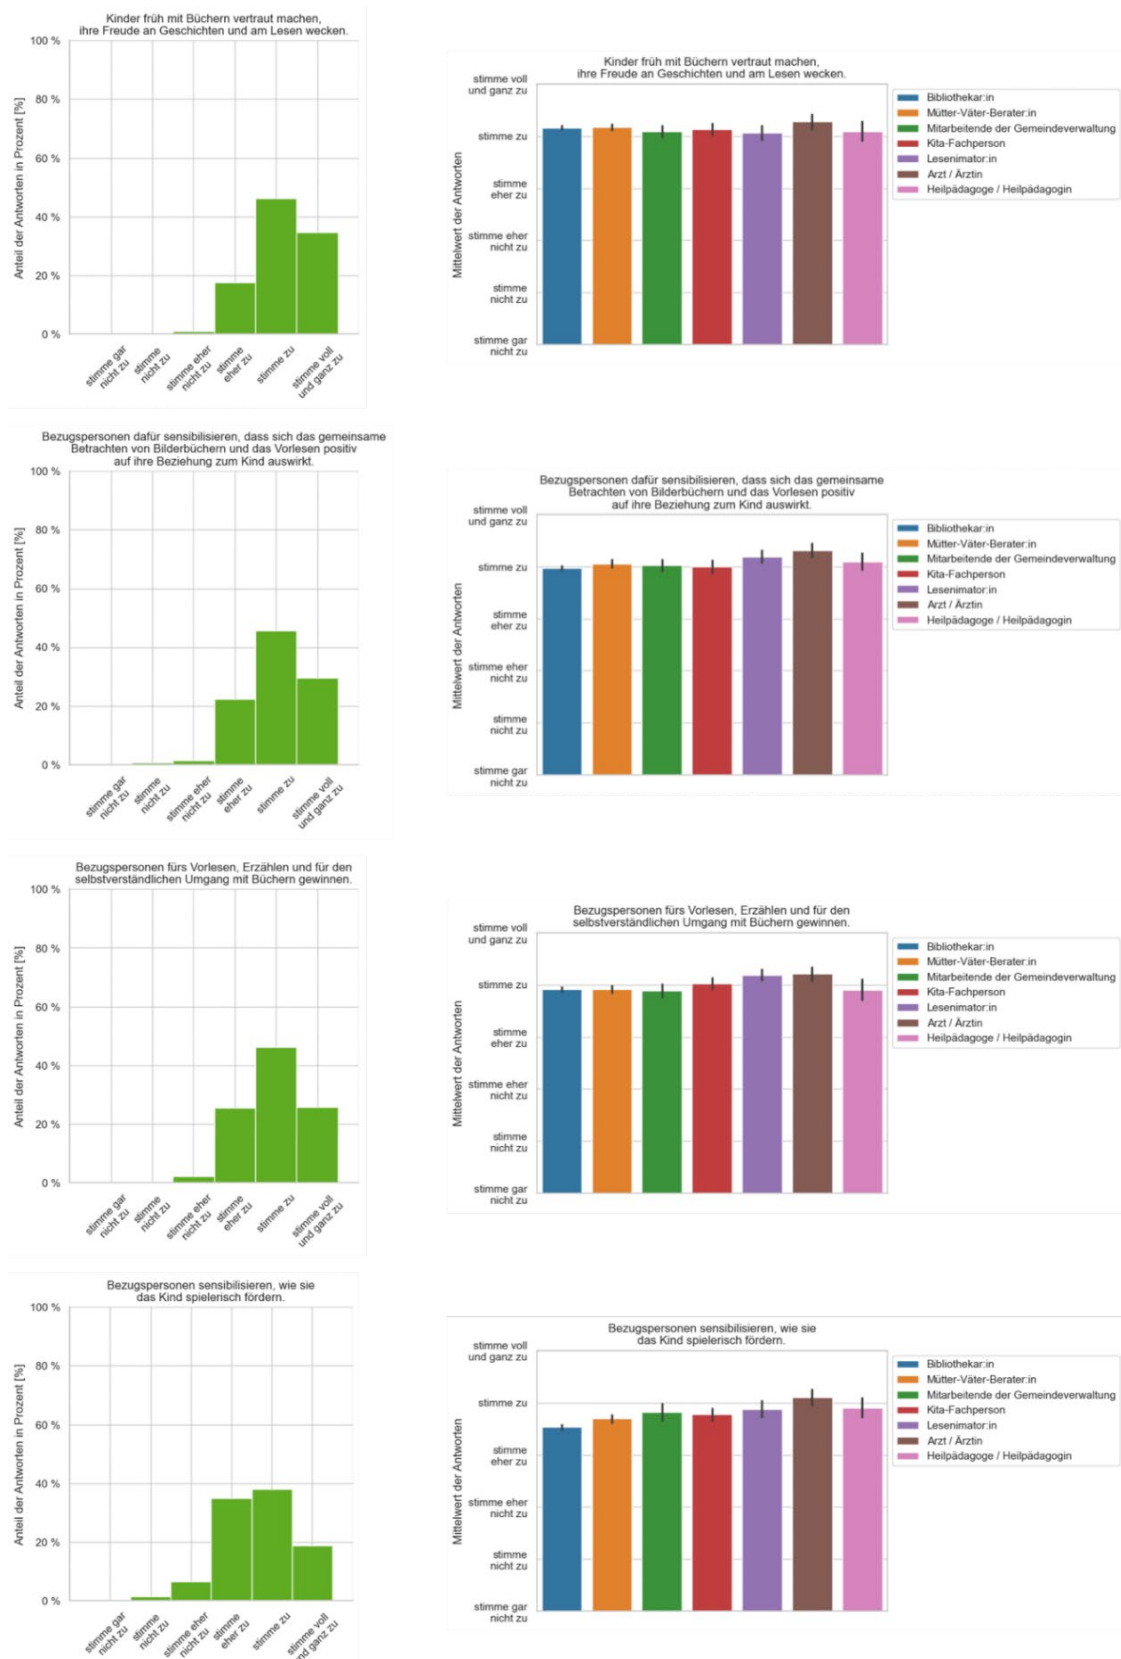 Kinder früh mit Büchern vertraut machen,
ihre Freude an Geschichten und am Lesen wecken.
100 %
80 %
60 %
40 %
20 %
0 %
Anteil der Antworten in Prozent [%]
stimme gar
nicht zu
stimme
nicht zu
stimme eher
nicht zu
stimme
eher zu
stimme zu
stimme voll
und ganz zu
Kinder früh mit Büchern vertraut machen,
ihre Freude an Geschichten und am Lesen wecken.
stimme voll
und ganz zu
stimme zu
stimme
eher zu
stimme eher
nicht zu
stimme
nicht zu
stimme gar
nicht zu
Mittelwert der Antworten
Bibliothekar:in
Mütter-Väter-Berater:in
Mitarbeitende der Gemeindeverwaltung
Kita-Fachperson
Lesenimator:in
Arzt / Ärztin
Heilpädagoge / Heilpädagogin
Bezugspersonen dafür sensibilisieren, dass sich das gemeinsame
Betrachten von Bilderbüchern und das Vorlesen positiv
auf ihre Beziehung zum Kind auswirkt.
100 %
80 %
60 %
40 %
20 %
0 %
Anteil der Antworten in Prozent [%]
stimme gar
nicht zu
stimme
nicht zu
stimme eher
nicht zu
stimme
eher zu
stimme zu
stimme voll
und ganz zu
Bezugspersonen dafür sensibilisieren, dass sich das gemeinsame
Betrachten von Bilderbüchern und das Vorlesen positiv
auf ihre Beziehung zum Kind auswirkt.
stimme voll
und ganz zu
stimme zu
stimme
eher zu
stimme eher
nicht zu
stimme
nicht zu
stimme gar
nicht zu
Mittelwert der Antworten
Bibliothekar:in
Mütter-Väter-Berater:in
Mitarbeitende der Gemeindeverwaltung
Kita-Fachperson
Lesenimator:in
Arzt / Ärztin
Heilpädagoge / Heilpädagogin
Bezugspersonen fürs Vorlesen, Erzählen und für den
selbstverständlichen Umgang mit Büchern gewinnen.
100 %
80 %
60 %
40 %
20 %
0 %
Anteil der Antworten in Prozent [%]
stimme gar
nicht zu
stimme
nicht zu
stimme eher
nicht zu
stimme
eher zu
stimme zu
stimme voll
und ganz zu
Bezugspersonen fürs Vorlesen, Erzählen und für den
selbstverständlichen Umgang mit Büchern gewinnen.
stimme voll
und ganz zu
stimme zu
stimme
eher zu
stimme eher
nicht zu
stimme
nicht zu
stimme gar
nicht zu
Mittelwert der Antworten
Bibliothekar:in
Mütter-Väter-Berater:in
Mitarbeitende der Gemeindeverwaltung
Kita-Fachperson
Lesenimator:in
Arzt / Ärztin
Heilpädagoge / Heilpädagogin
Bezugspersonen sensibilisieren, wie sie
das Kind spielerisch fördern.
100 %
80 %
60 %
40 %
20 %
0 %
Anteil der Antworten in Prozent [%]
stimme gar
nicht zu
stimme
nicht zu
stimme eher
nicht zu
stimme
eher zu
stimme zu
stimme voll
und ganz zu
Bezugspersonen sensibilisieren, wie sie
das Kind spielerisch fördern.
stimme voll
und ganz zu
stimme zu
stimme
eher zu
stimme eher
nicht zu
stimme
nicht zu
stimme gar
nicht zu
Mittelwert der Antworten
Bibliothekar:in
Mütter-Väter-Berater:in
Mitarbeitende der Gemeindeverwaltung
Kita-Fachperson
Lesenimator:in
Arzt / Ärztin
Heilpädagoge / Heilpädagogin